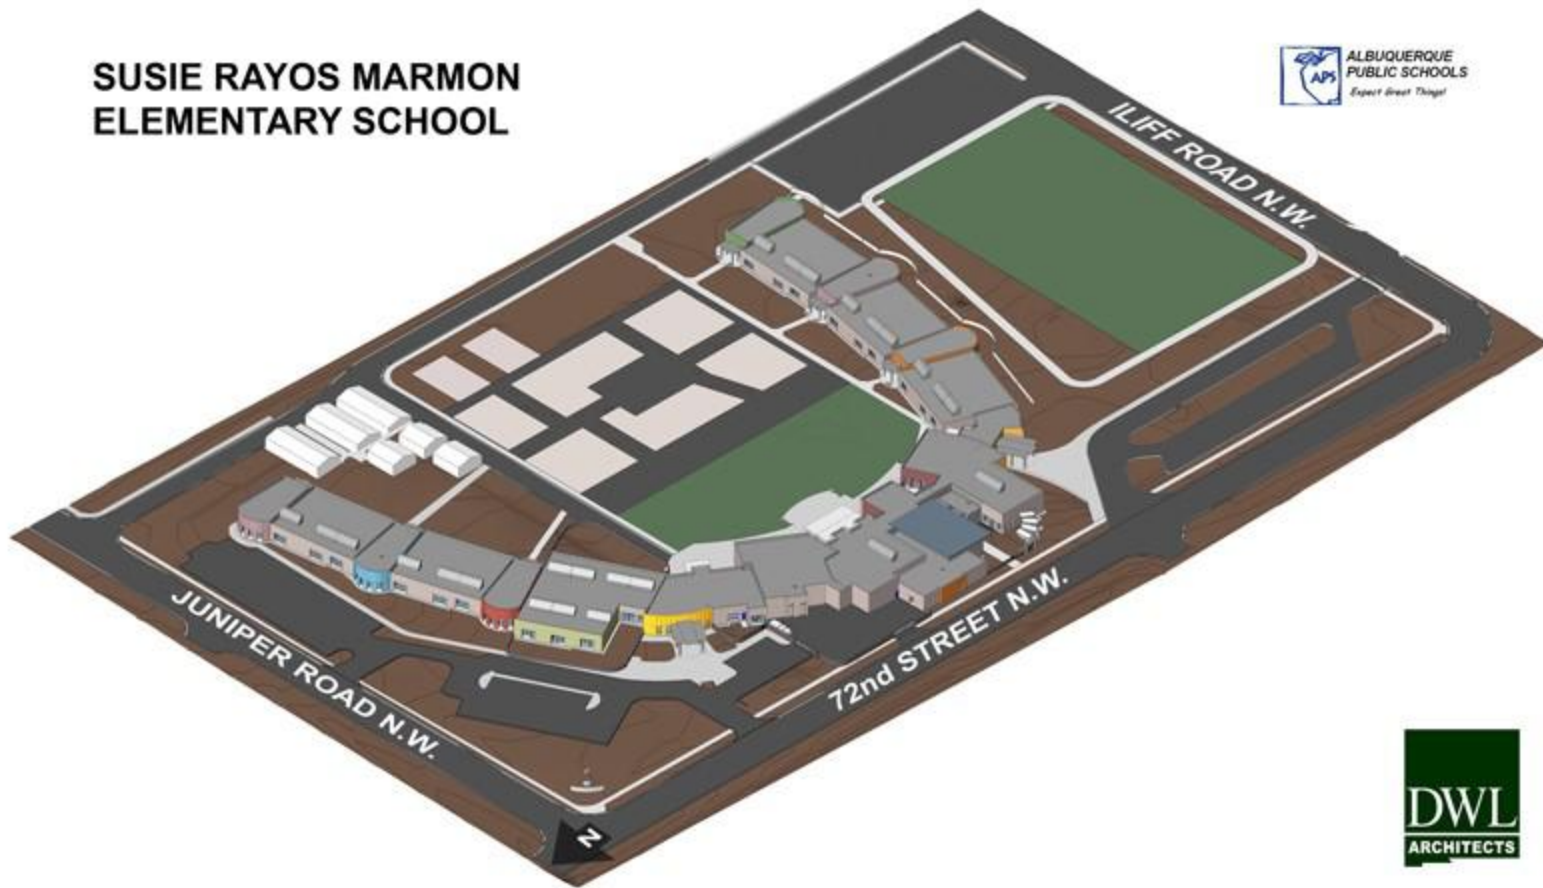 SUSIE RAYOS MARMON
ELEMENTARY SCHOOL
APS
ALBUQUERQUE
PUBLIC SCHOOLS
Expect Great Things!
ILIFF ROAD N.W.
72nd STREET N.W.
JUNIPER ROAD N.W.
N
DWL
ARCHITECTS